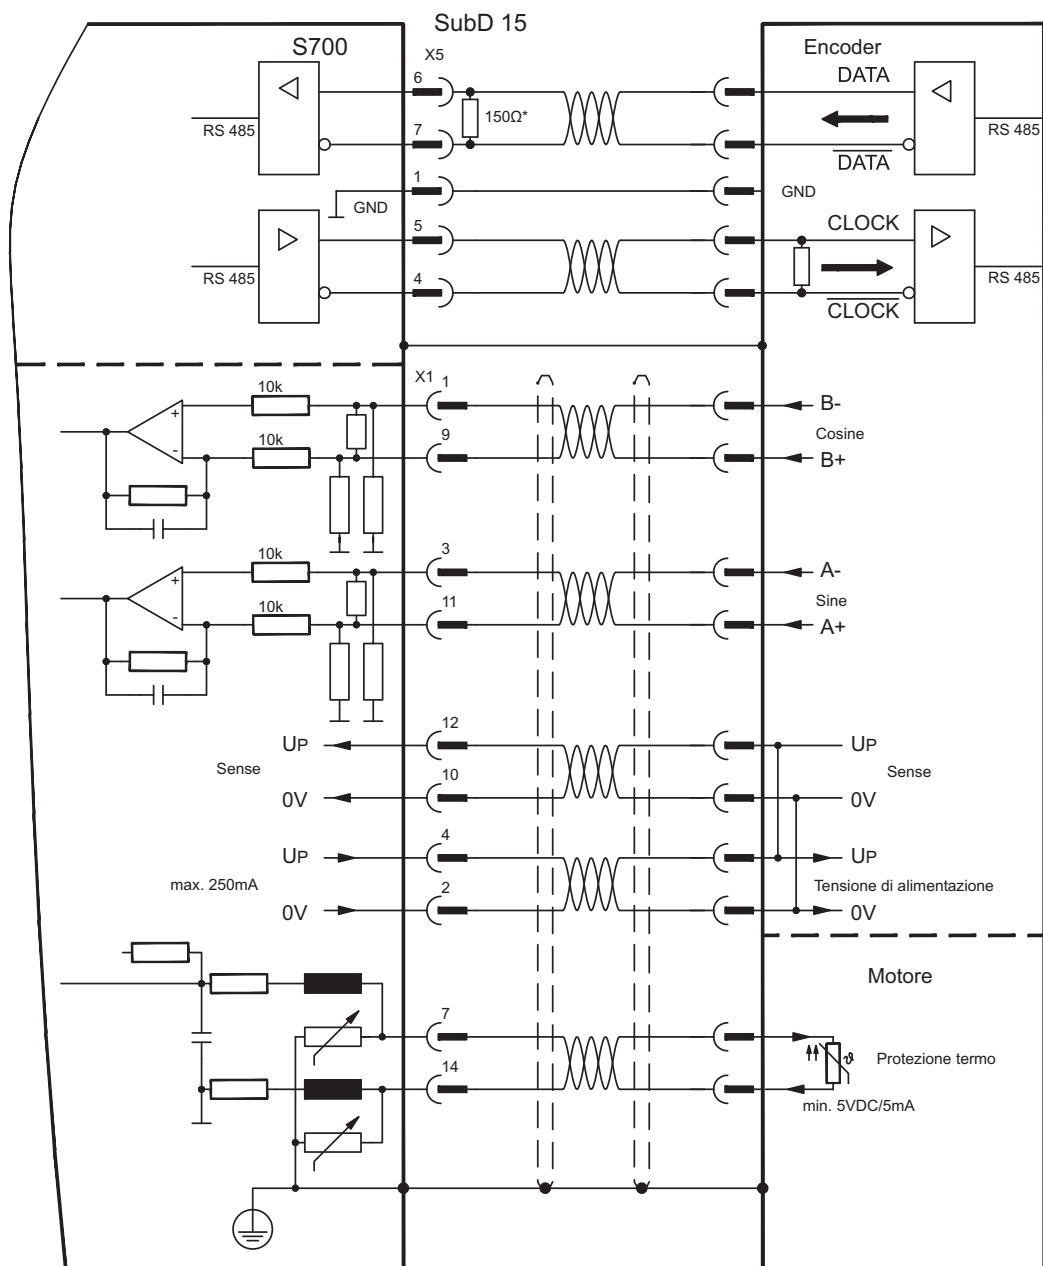 SubD 15
S700
X5
Encoder
6
DATA
RS 485
150Ω*
RS 485
7
DATA
1
GND
GND
5
CLOCK
RS 485
RS 485
4
CLOCK
X1
1
10k
B-
+
Cosine
-
10k
9
B+
3
10k
A-
+
Sine
-
10k
11
A+
12
UP
UP
Sense
Sense
10
0V
0V
4
UP
UP
max. 250mA
Tensione di alimentazione
2
0V
0V
Motore
7
ϑ
Protezione termo
14
min. 5VDC/5mA